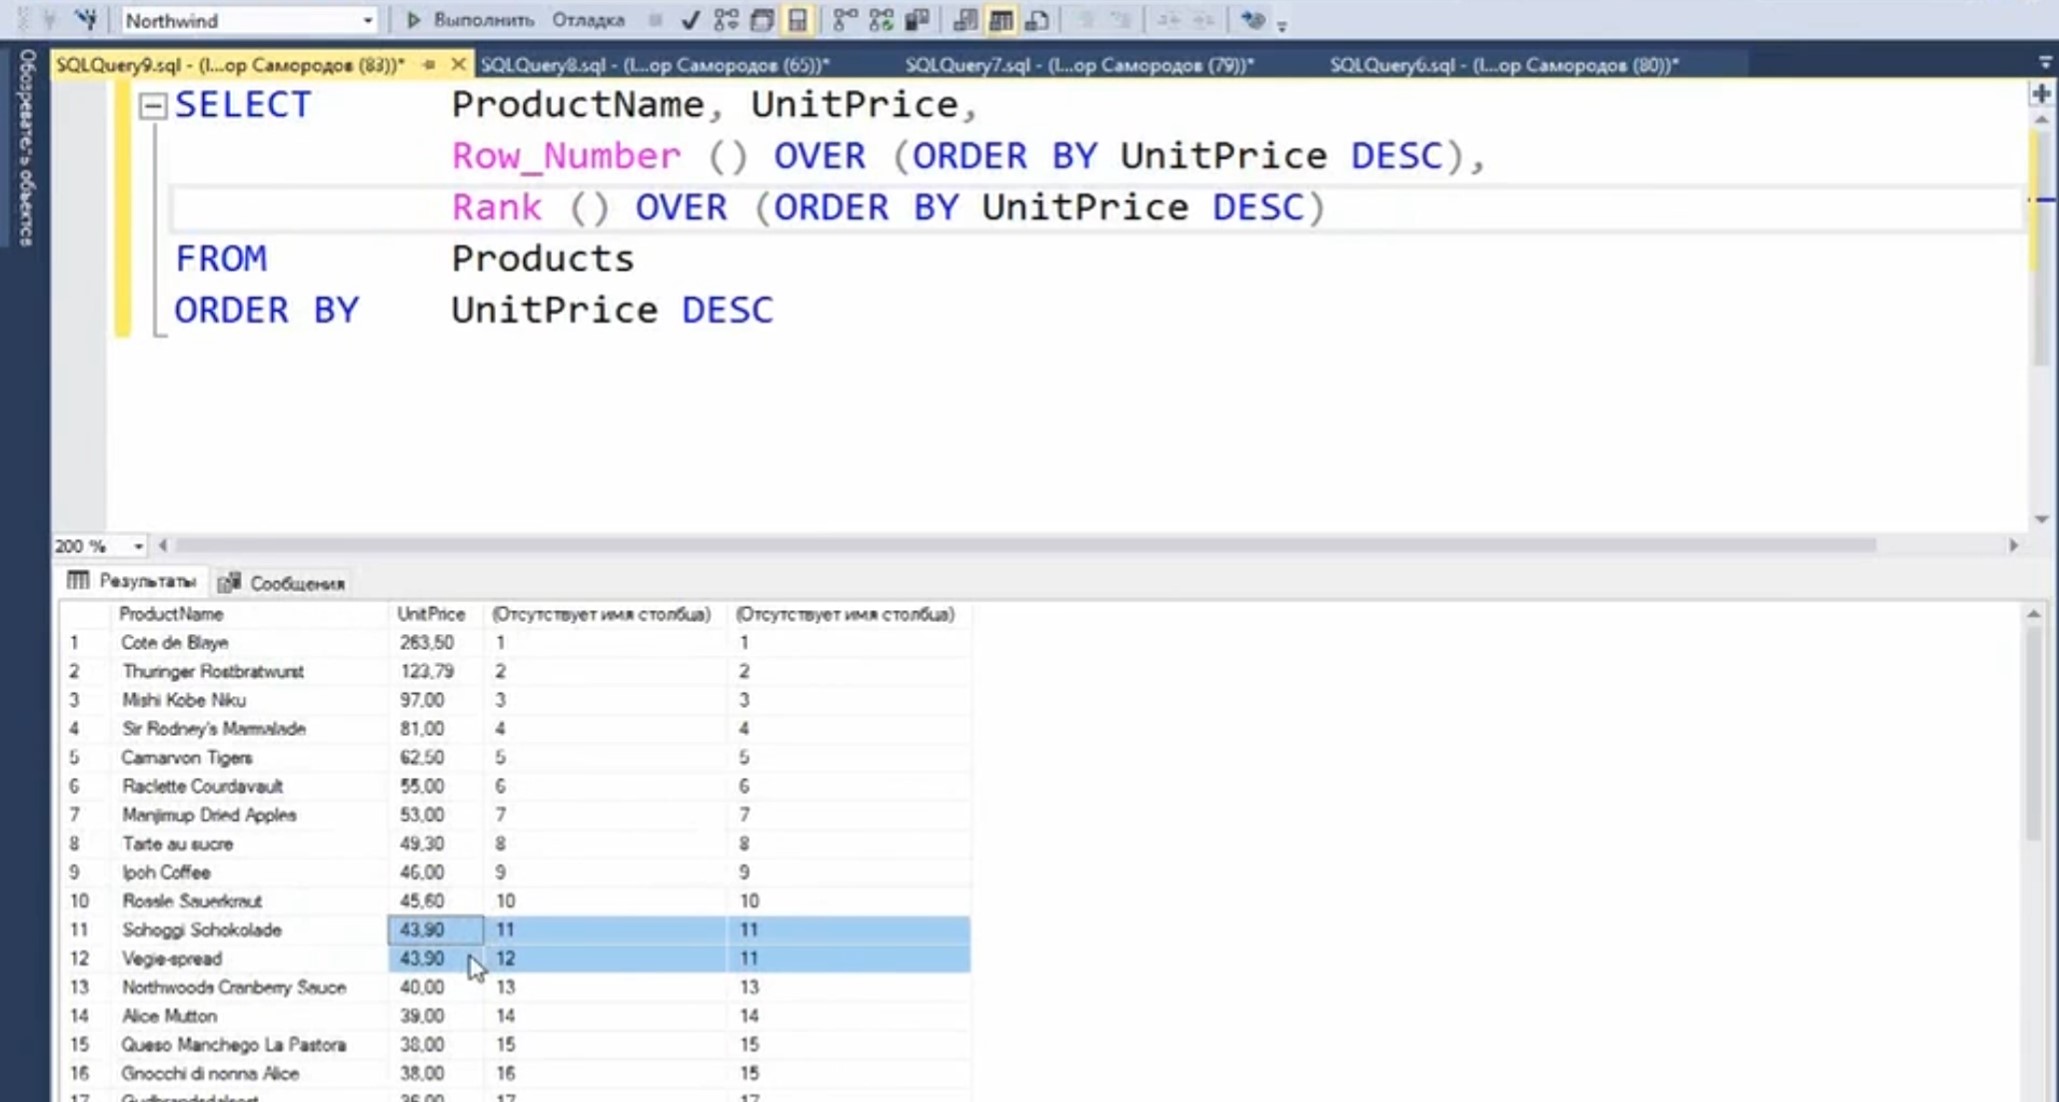 Northwind Выполнить Отладка
Обозреватель объектов
SQLQuery9.sql - (l...ор Самородов (83))* SQLQuery8.sql - (l...ор Самородов (65))* SQLQuery7.sql - (l...ор Самородов (79))* SQLQuery6.sql - (l...ор Самородов (80))*
SELECT ProductName, UnitPrice,
Row_Number () OVER (ORDER BY UnitPrice DESC),
Rank () OVER (ORDER BY UnitPrice DESC)
FROM Products
ORDER BY UnitPrice DESC
200 %
Результаты Сообщения
ProductName UnitPrice (Отсутствует имя столбца) (Отсутствует имя столбца)
1 Cote de Blaye 263,50 1 1
2 Thuringer Rostbratwurst 123,79 2 2
3 Mishi Kobe Niku 97,00 3 3
4 Sir Rodney's Marmalade 81,00 4 4
5 Carnarvon Tigers 62,50 5 5
6 Raclette Courdavault 55,00 6 6
7 Manjimup Dried Apples 53,00 7 7
8 Tarte au sucre 49,30 8 8
9 Ipoh Coffee 46,00 9 9
10 Rossle Sauerkraut 45,60 10 10
11 Schoggi Schokolade 43,90 11 11
12 Vegie-spread 43,90 12 11
13 Northwoods Cranberry Sauce 40,00 13 13
14 Alice Mutton 39,00 14 14
15 Queso Manchego La Pastora 38,00 15 15
16 Gnocchi di nonna Alice 38,00 16 15
17 17 17